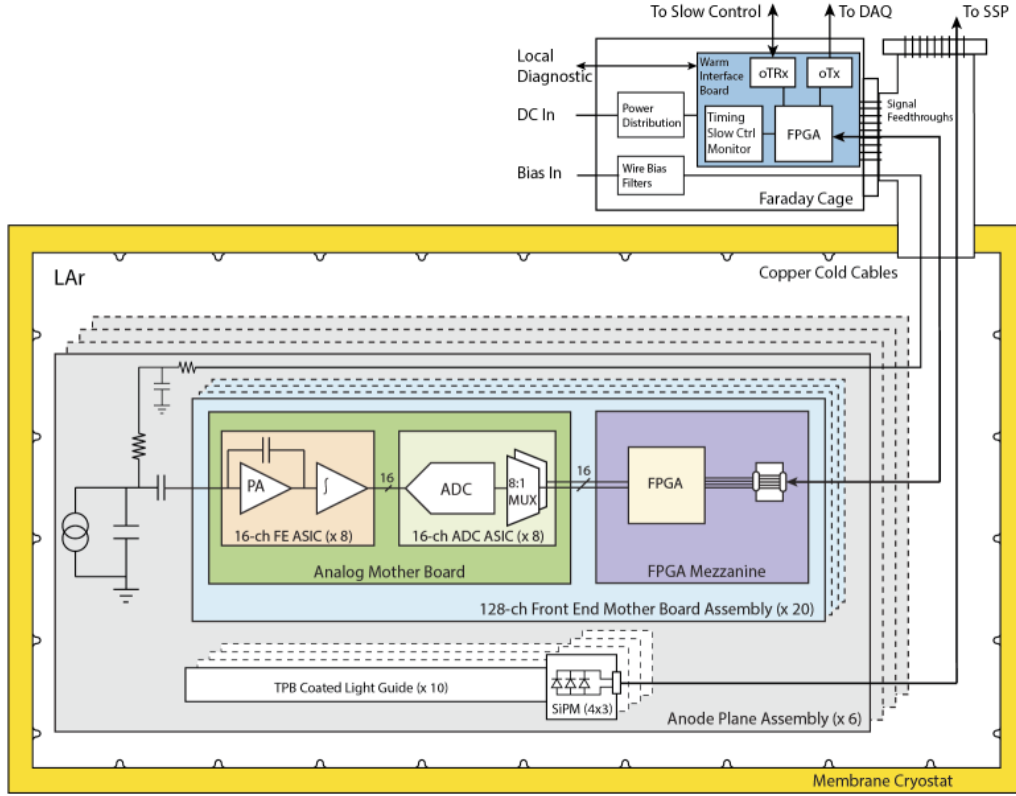 To Slow Control
To DAQ
To SSP
Local
Diagnostic
Warm
Interface
Board
oTRx
oTx
Signal
Feedthroughs
DC In
Power
Distribution
Timing
Slow Ctrl
Monitor
FPGA
Bias In
Wire Bias
Filters
Faraday Cage
LAr
Copper Cold Cables
PA
∫
16
ADC
8:1
MUX
16
FPGA
16-ch FE ASIC (x 8)
16-ch ADC ASIC (x 8)
Analog Mother Board
FPGA Mezzanine
128-ch Front End Mother Board Assembly (x 20)
TPB Coated Light Guide (x 10)
SiPM (4x3)
Anode Plane Assembly (x 6)
Membrane Cryostat